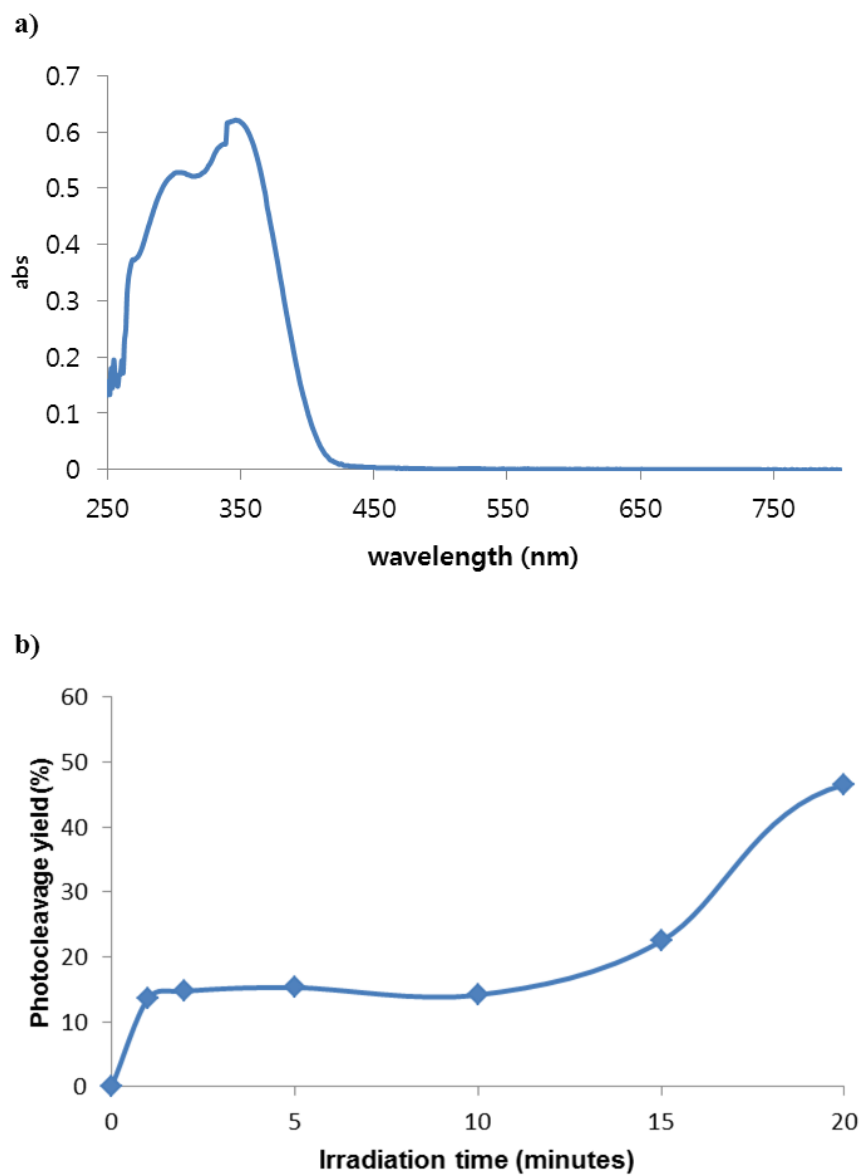 a)
0.7
0.6
0.5
0.4
0.3
0.2
0.1
0
abs
250 350 450 550 650 750
wavelength (nm)
b)
60
50
40
30
20
10
0
Photocleavage yield(%)
0 5 10 15 20
Irradiation time (minutes)